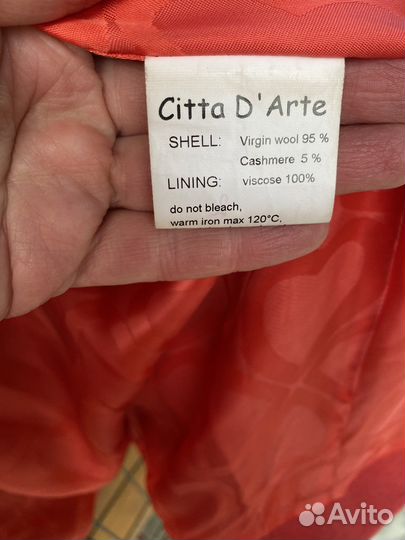 Citta D'Arte
SHELL: Virgin wool 95 %
Cashmere 5 %
LINING: viscose 100%
do not bleach,
warm iron max 120°C,
Avito